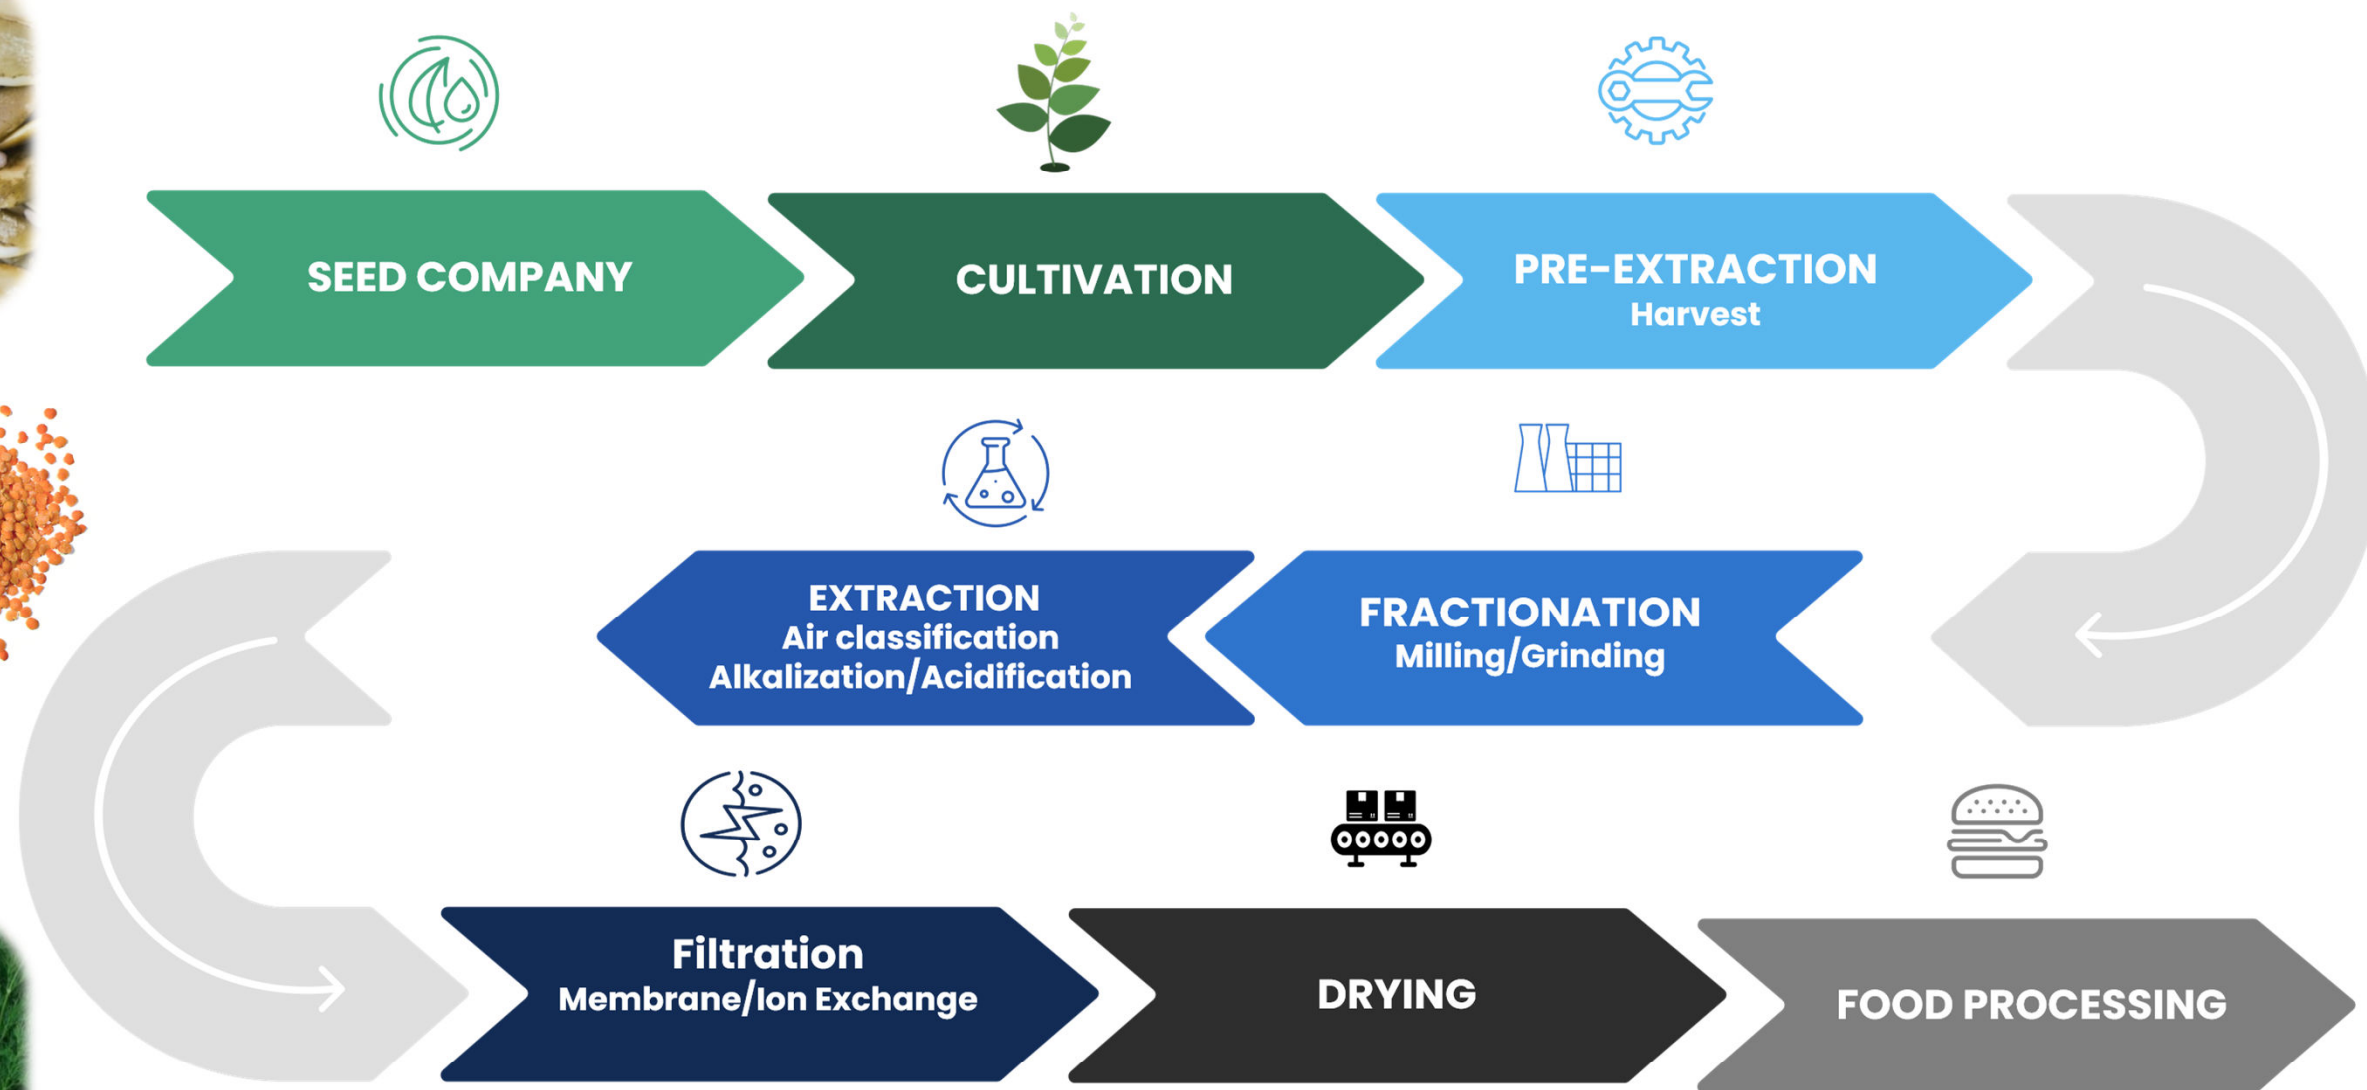 SEED COMPANY
CULTIVATION
PRE-EXTRACTION
Harvest
FRACTIONATION
Milling/Grinding
EXTRACTION
Air classification
Alkalization/Acidification
Filtration
Membrane/Ion Exchange
DRYING
FOOD PROCESSING